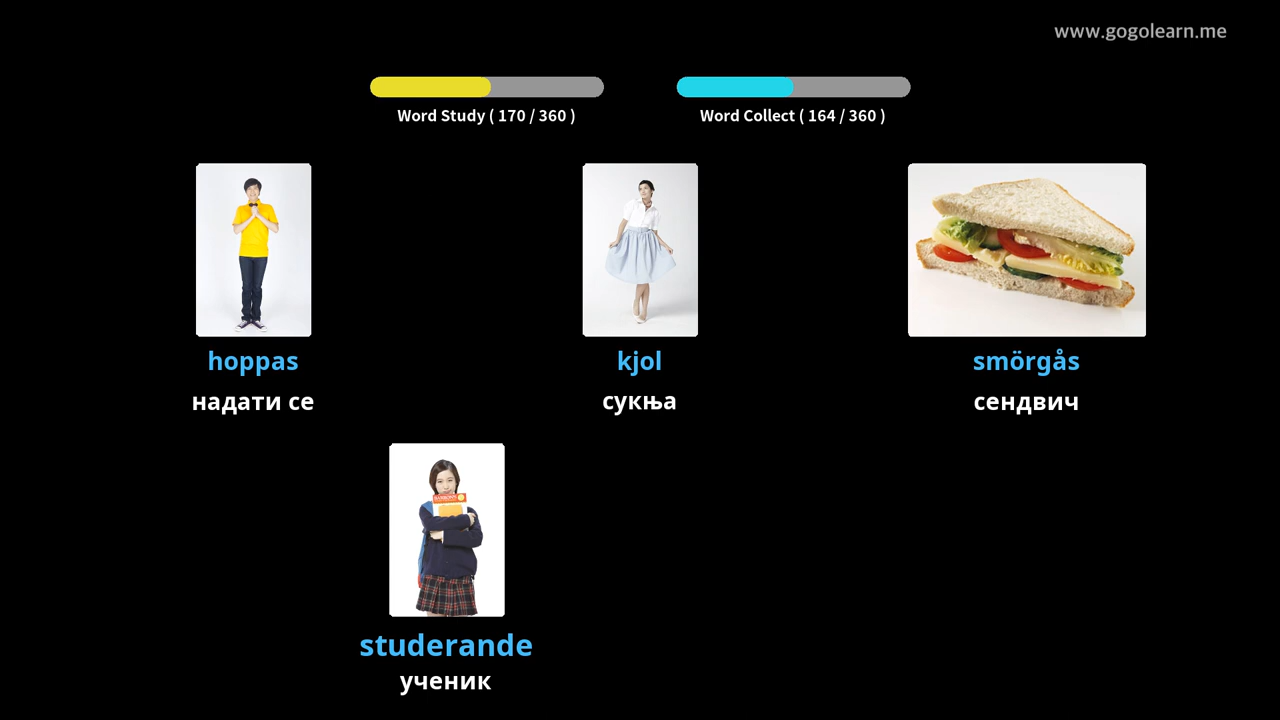 www.gogolearn.me
Word Study ( 170 / 360 )
Word Collect ( 164 / 360 )
hoppas
надати се
kjol
сукња
smörgås
сендвич
studerande
ученик